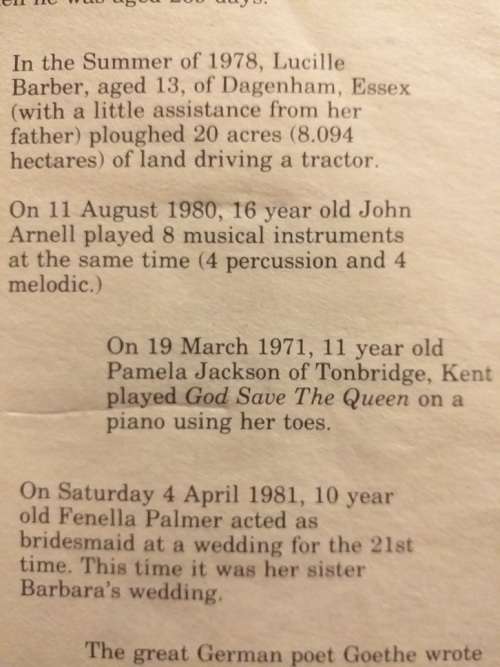 In the Summer of 1978, Lucille
Barber, aged 13, of Dagenham, Essex
(with a little assistance from her
father) ploughed 20 acres (8.094
hectares) of land driving a tractor.
On 11 August 1980, 16 year old John
Arnell played 8 musical instruments
at the same time (4 percussion and 4
melodic.)
On 19 March 1971, 11 year old
Pamela Jackson of Tonbridge, Kent
played God Save The Queen on a
piano using her toes.
On Saturday 4 April 1981, 10 year
old Fenella Palmer acted as
bridesmaid at a wedding for the 21st
time. This time it was her sister
Barbara's wedding.
The great German poet Goethe wrote